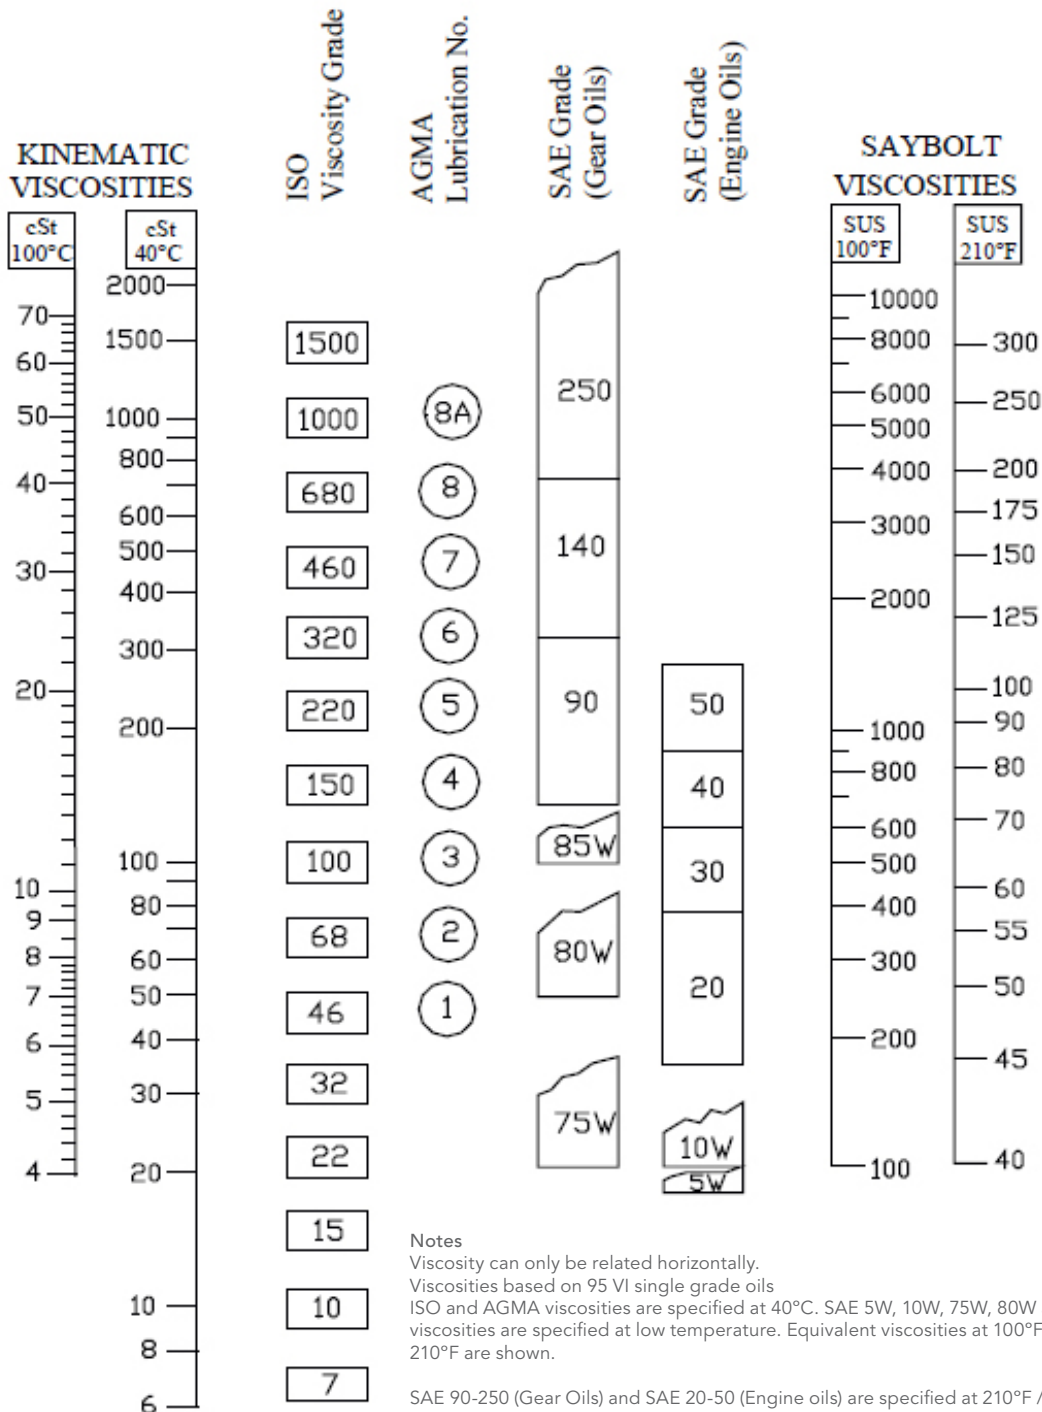 KINEMATIC
VISCOSITIES
ISO
Viscosity Grade
AGMA
Lubrication No.
SAE Grade
(Gear Oils)
SAE Grade
(Engine Oils)
SAYBOLT
VISCOSITIES
cSt
100°C
70
60
50
40
30
20
10
9
8
7
6
5
4
cSt
40°C
2000
1500
1000
800
600
500
400
300
200
100
80
60
50
40
30
20
10
8
6
1500
1000
680
460
320
220
150
100
68
46
32
22
15
10
7
8A
8
7
6
5
4
3
2
1
250
140
90
85W
80W
75W
50
40
30
20
10W
5W
SUS
100°F
10000
8000
6000
5000
4000
3000
2000
1000
800
600
500
400
300
200
100
SUS
210°F
300
250
200
175
150
125
100
90
80
70
60
55
50
45
40
Notes
Viscosity can only be related horizontally.
Viscosities based on 95 VI single grade oils
ISO and AGMA viscosities are specified at 40°C. SAE 5W, 10W, 75W, 80W
viscosities are specified at low temperature. Equivalent viscosities at 100°F
210°F are shown.
SAE 90-250 (Gear Oils) and SAE 20-50 (Engine oils) are specified at 210°F /